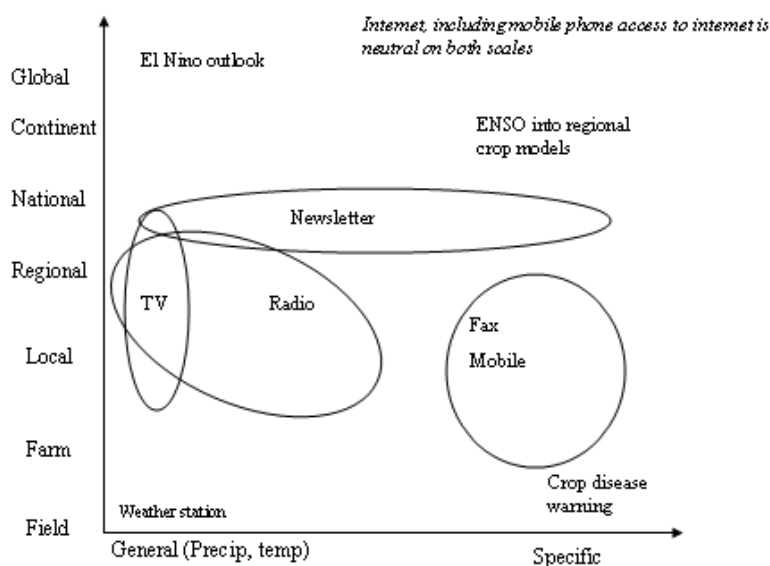 Internet, including mobile phone access to internet is
neutral on both scales
El Nino outlook
Global
Continent
ENSO into regional
crop models
National
Newsletter
Regional
TV
Radio
Fax
Local
Mobile
Farm
Crop disease
warning
Weather station
Field
General (Precip, temp)
Specific